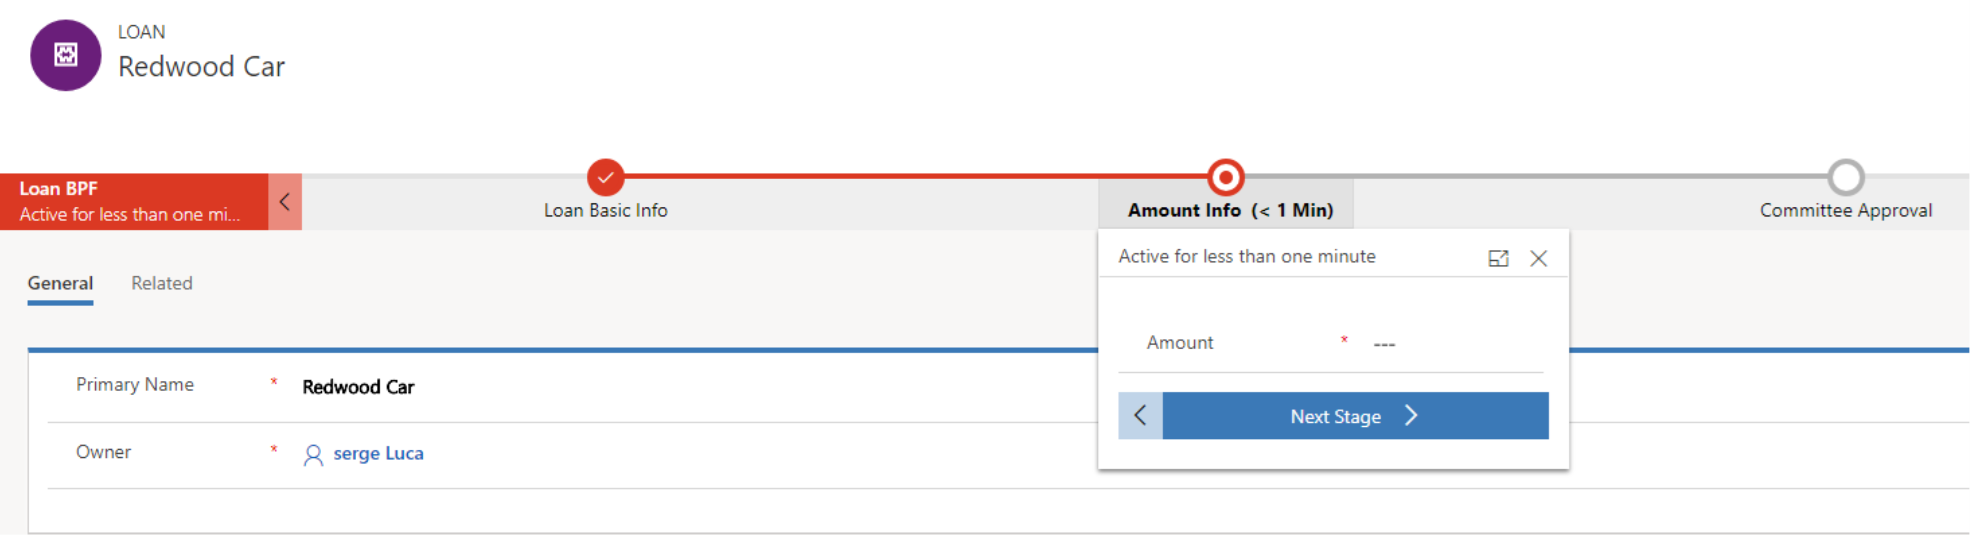 LOAN
Redwood Car
Loan BPF
Active for less than one mi...
Loan Basic Info
Amount Info (< 1 Min)
Committee Approval
Active for less than one minute
General
Related
Amount * ---
Primary Name * Redwood Car
Next Stage
Owner * serge Luca